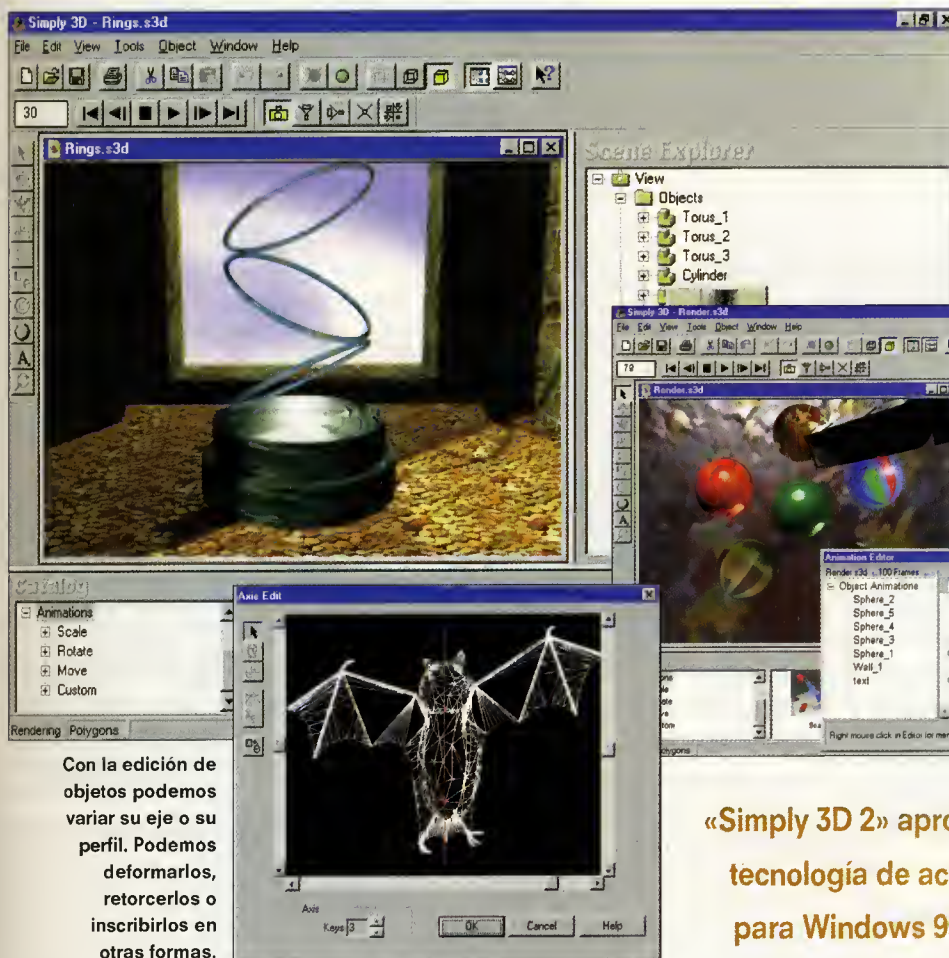 Simply 3D - Rings.s3d
File Edit View Tools Object Window Help
30
Rings.s3d
Scene Explorer
View
Objects
Torus_1
Torus_2
Torus_3
Cylinder
Simply 3D - Render.s3d
File Edit View Tools Object Window Help
70
Render.s3d
A
A
Catalog
Animations
Scale
Rotate
Move
Custom
Rendering Polygons
Axis Edit
Axis
Keys 3
OK Cancel Help
Animation Editor
Render.s3d 100 Frames
Object Animations
Sphere_2
Sphere_5
Sphere_4
Sphere_3
Sphere_1
Wall_1
text
Right mouse click in Editor for
Con la edición de
objetos podemos
variar su eje o su
perfil. Podemos
deformarlos,
retorcerlos o
inscribirlos en
otras formas.
«Simply 3D 2»
tecnología de
para Windows